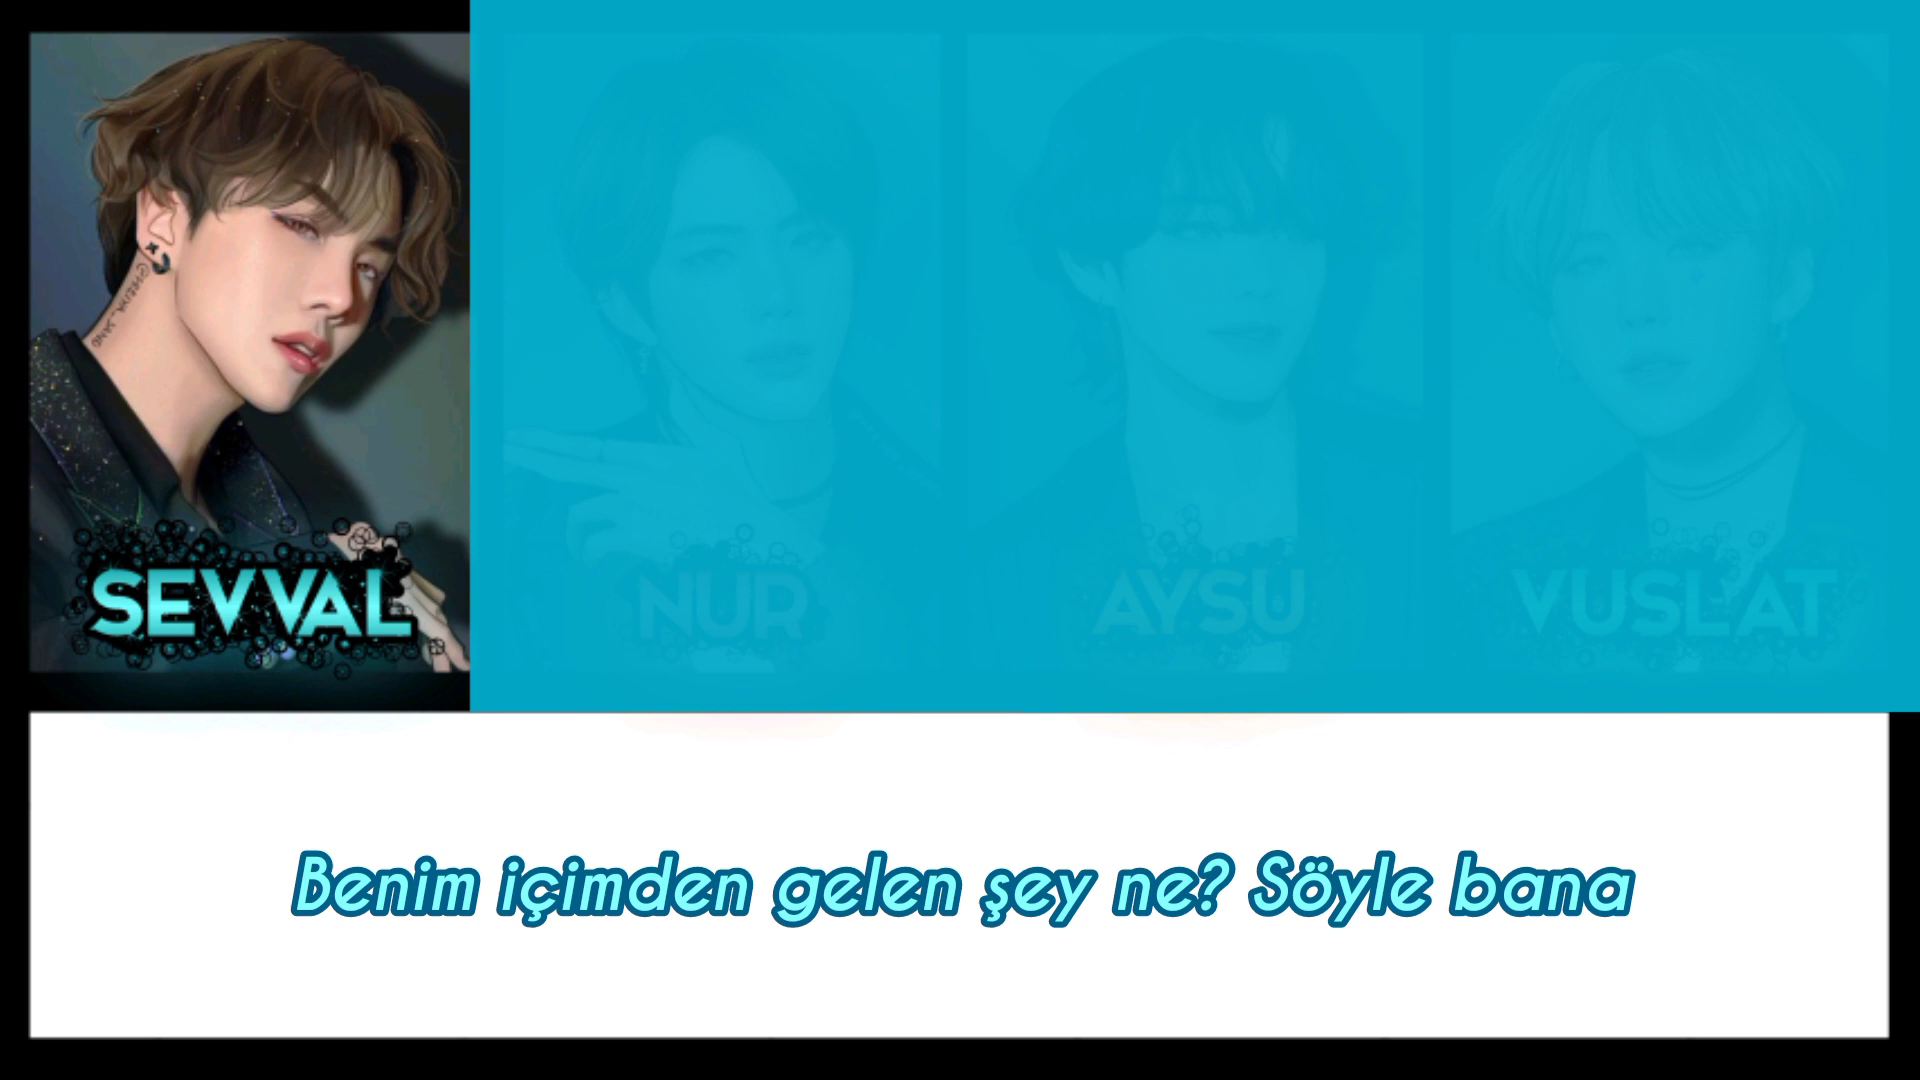 SEVVAL
NUR
AYSU
VUSLAT
Benim içimden gelen şey ne? Söyle bana